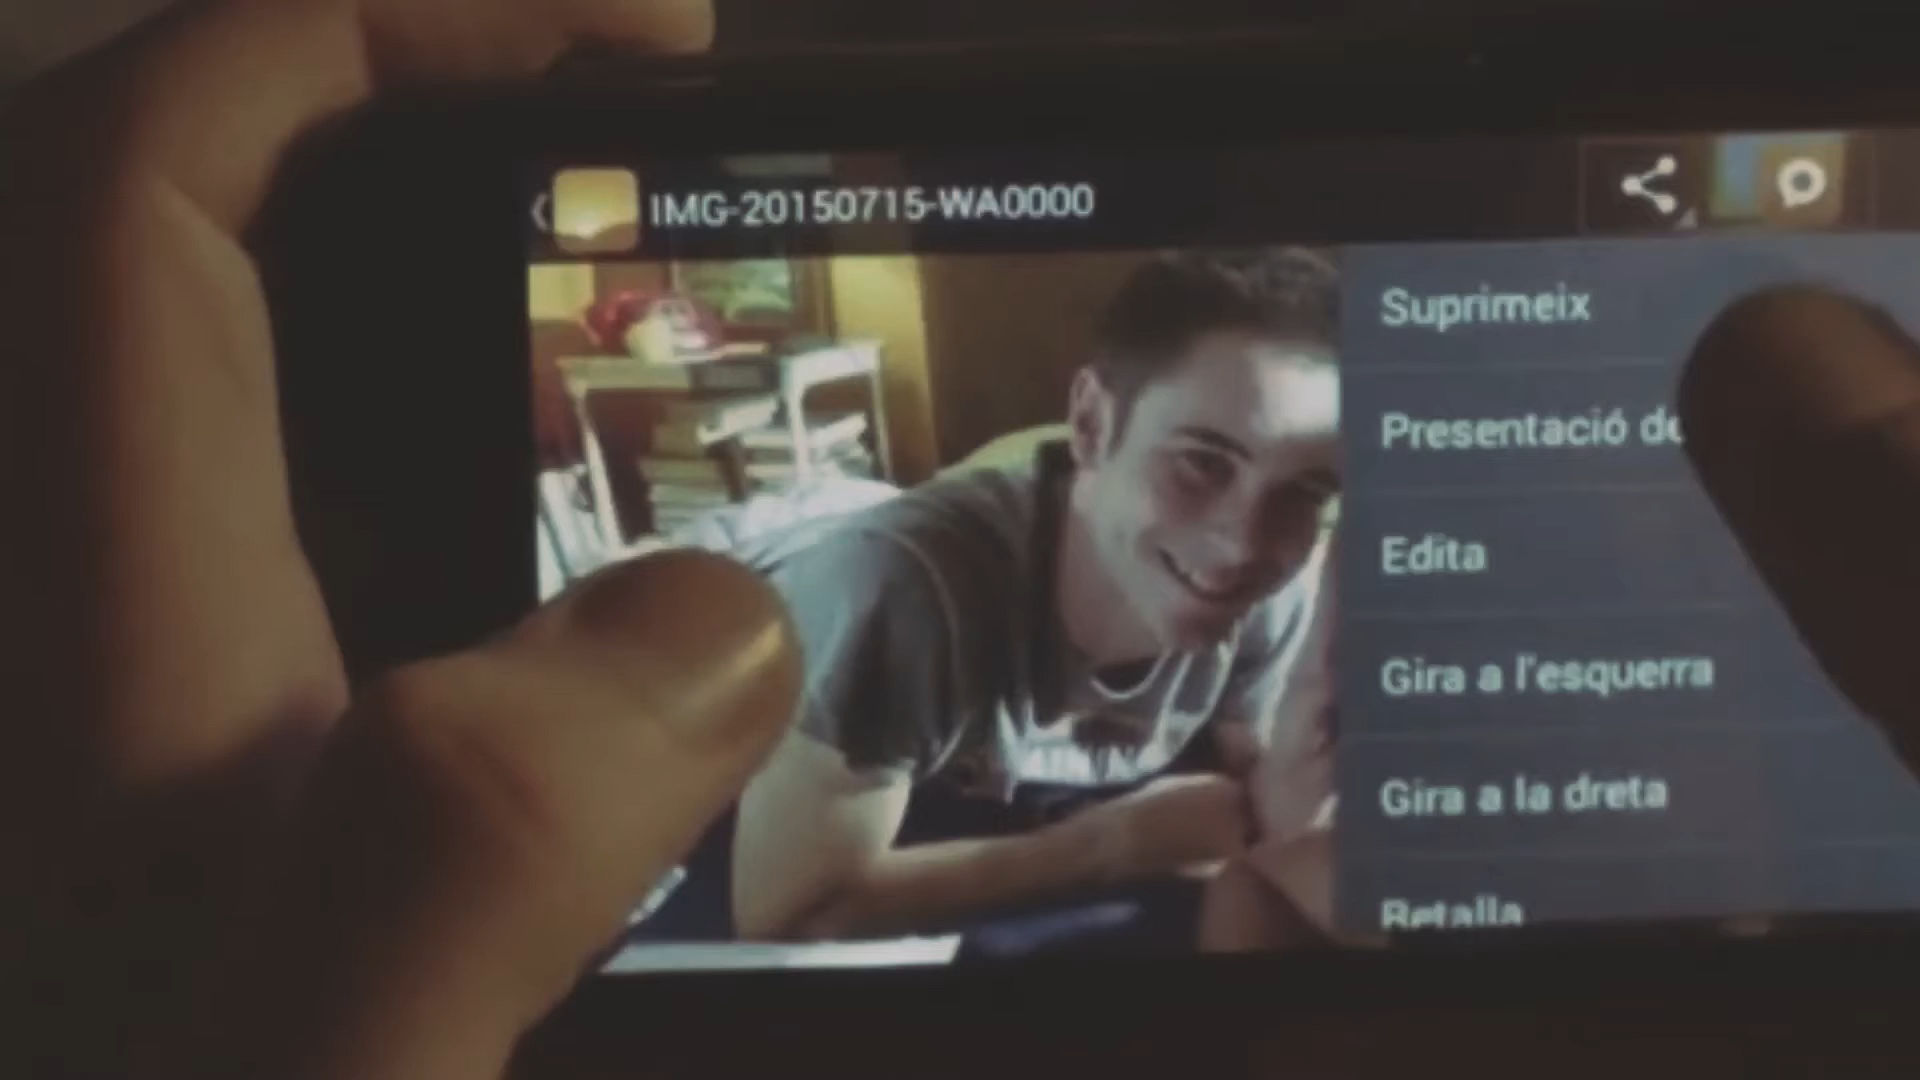 IMG-20150715-WA0000
Suprimeix
Presentació de
Edita
Gira a l'esquerra
Gira a la dreta
Retalla